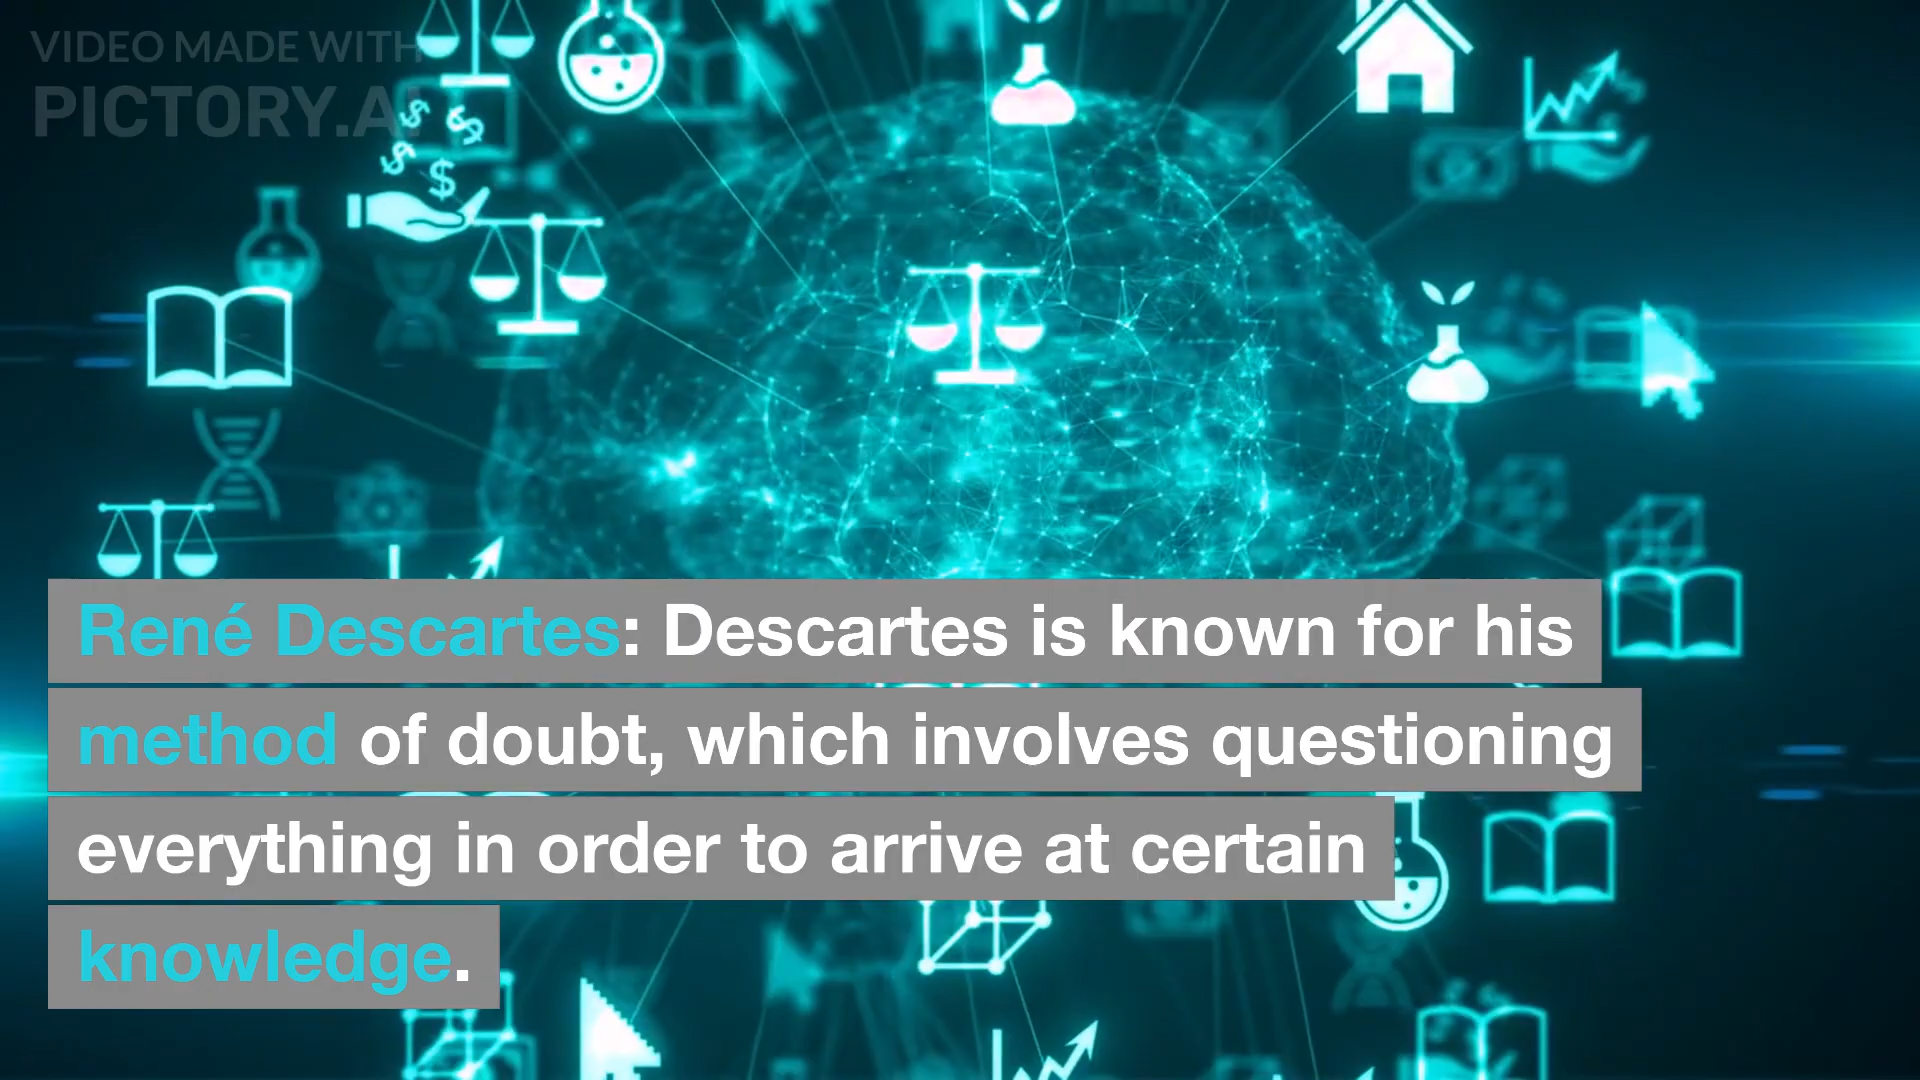 VIDEO MADE WITH
PICTORY.AI
René Descartes: Descartes is known for his
method of doubt, which involves questioning
everything in order to arrive at certain
knowledge.